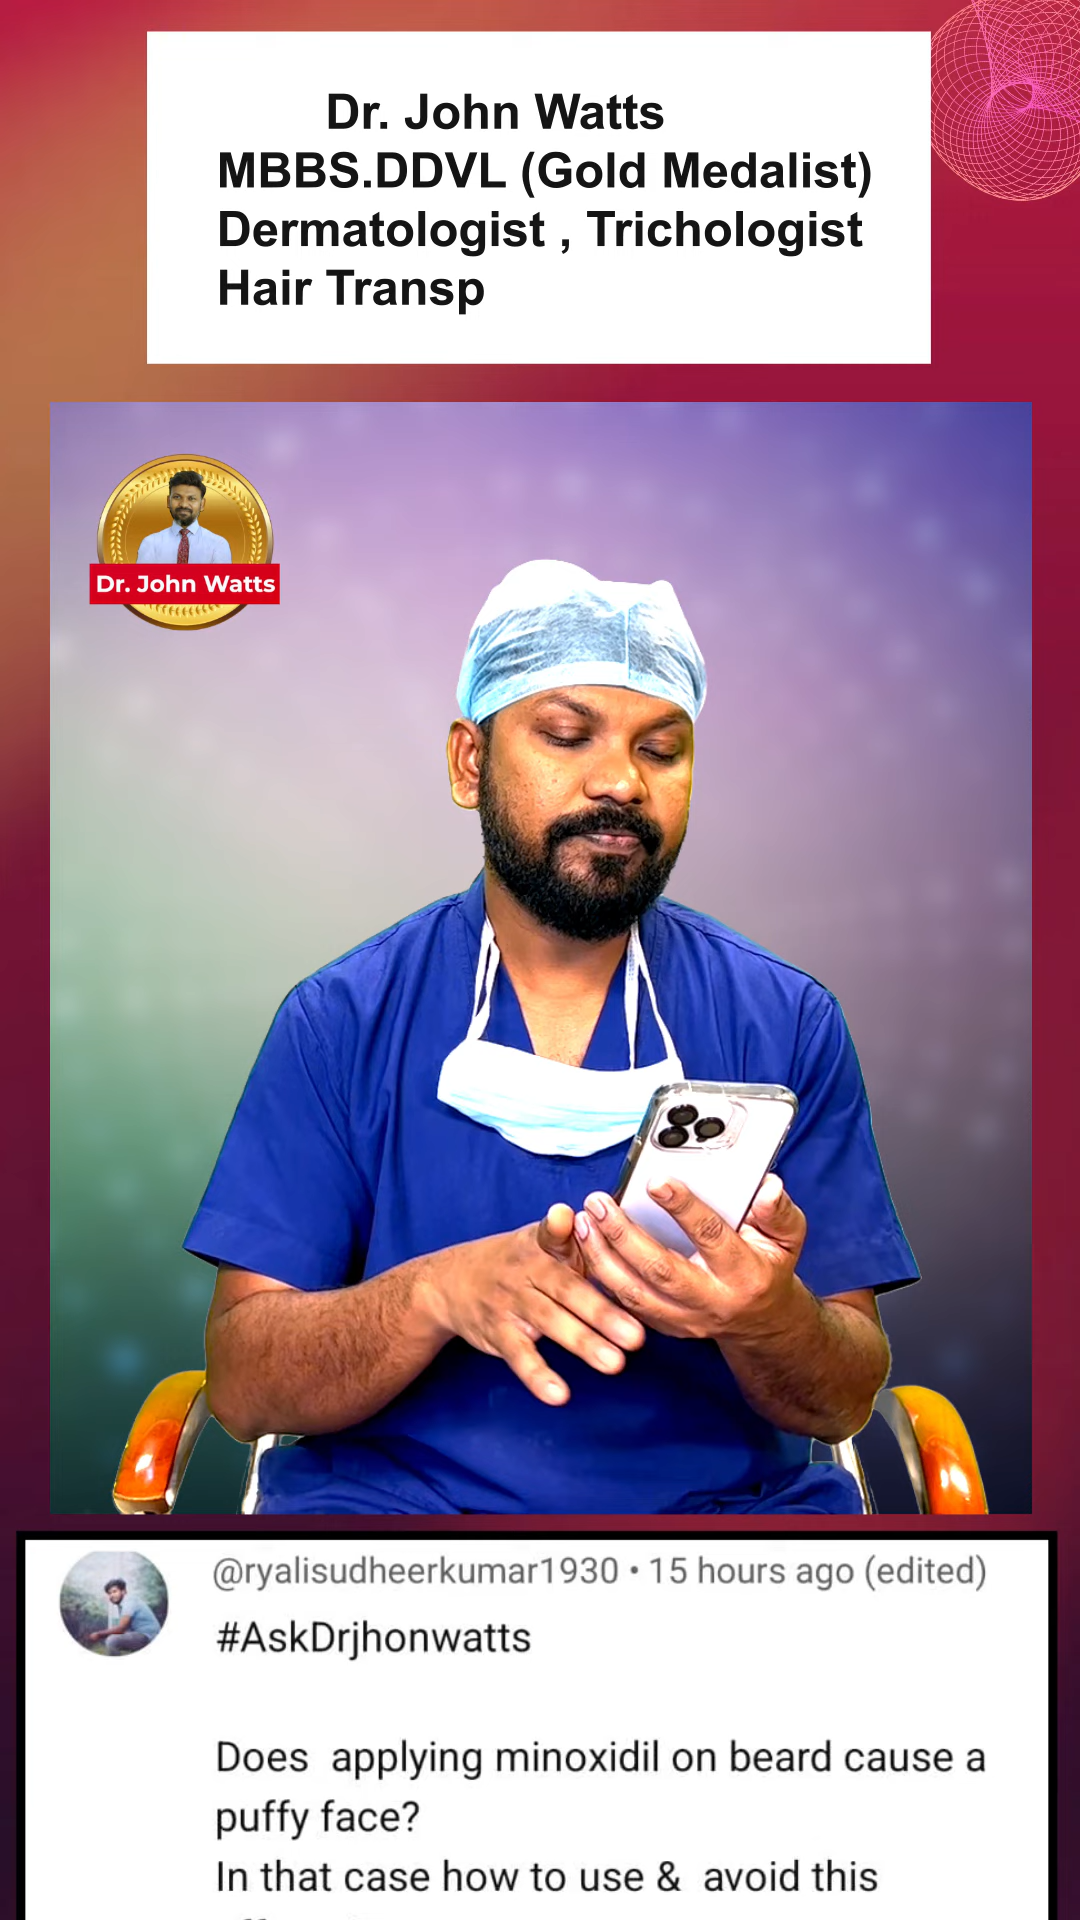 Dr. John Watts
MBBS.DDVL (Gold Medalist)
Dermatologist , Trichologist
Hair Transp
Dr. John Watts
@ryalisudheerkumar1930 • 15 hours ago (edited)
#AskDrjhonwatts
Does applying minoxidil on beard cause a
puffy face?
In that case how to use & avoid this